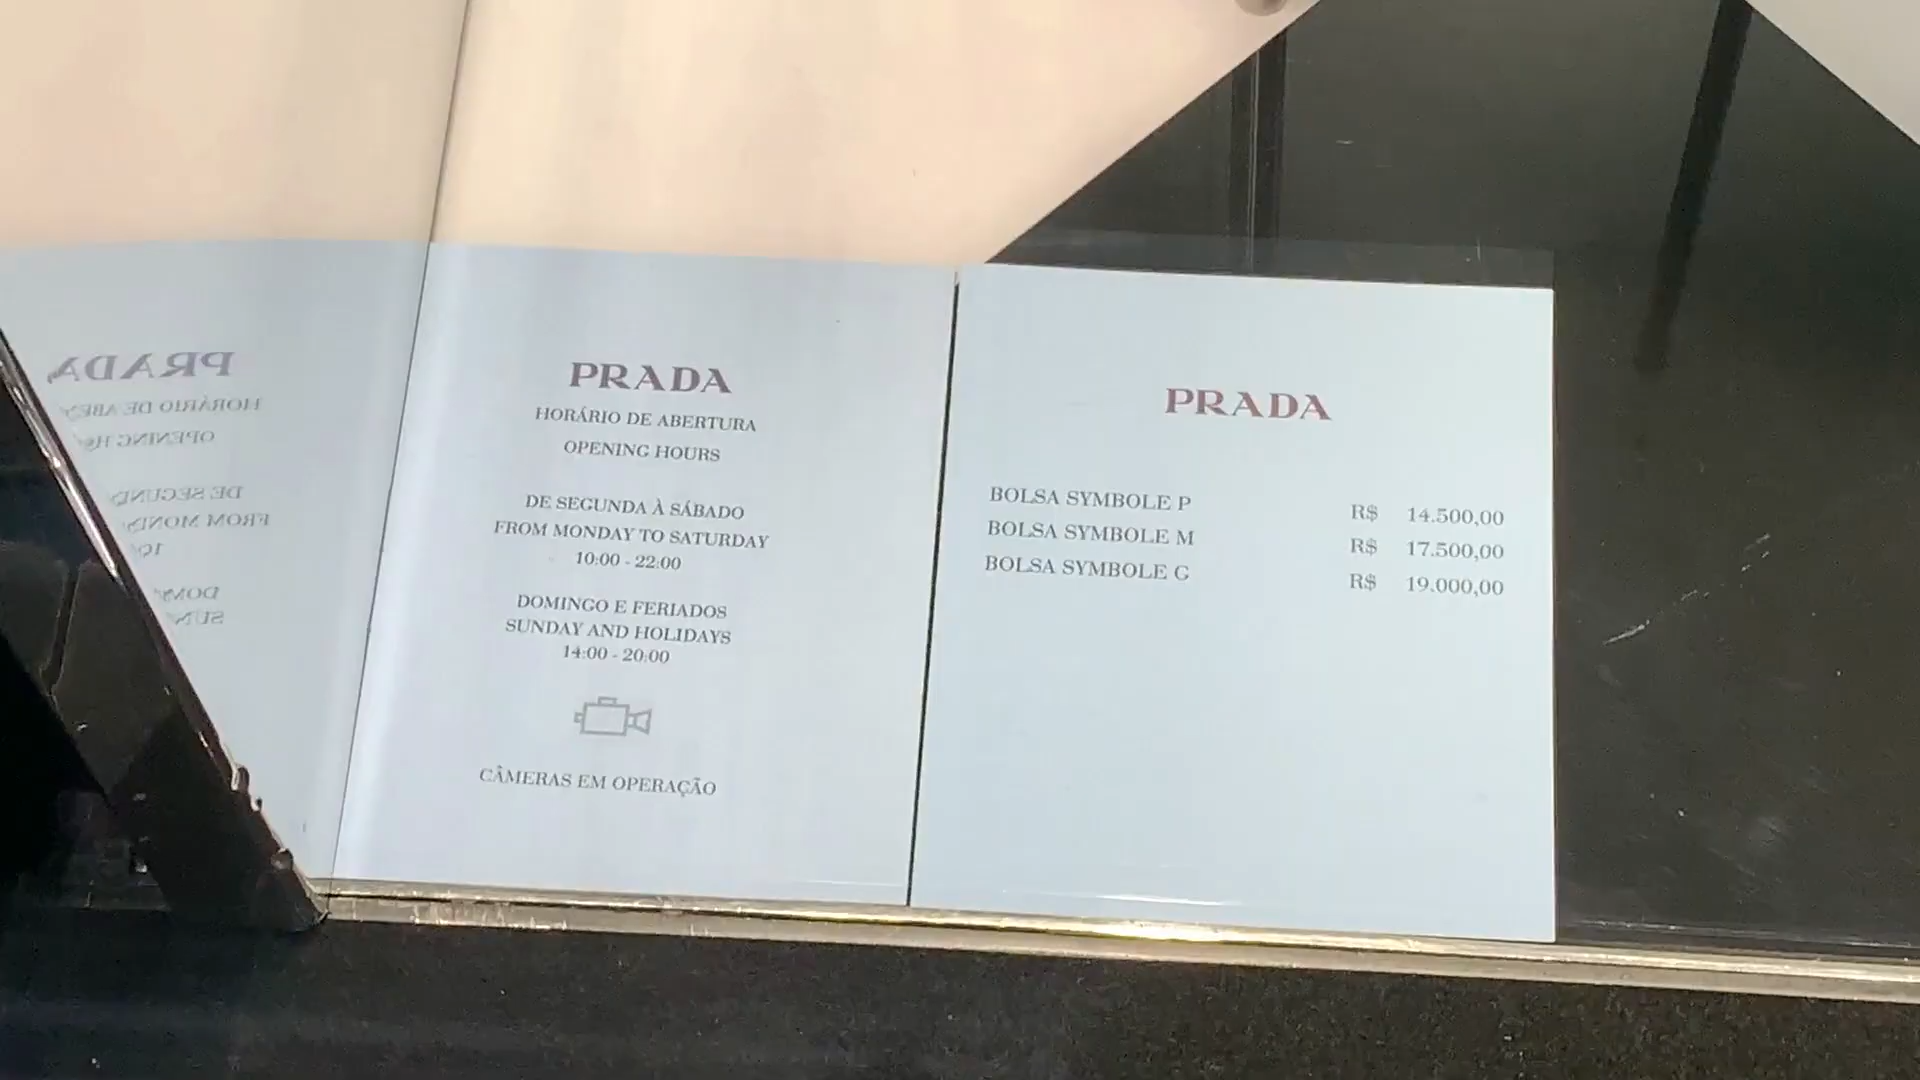 PRADA
HORÁRIO DE ABERTURA
OPENING HOURS
DE SEGUNDA À SÁBADO
FROM MONDAY TO SATURDAY
10:00 - 22:00
DOMINGO E FERIADOS
SUNDAY AND HOLIDAYS
14:00 - 20:00
CÂMERAS EM OPERAÇÃO
PRADA
BOLSA SYMBOLE P R$ 14.500,00
BOLSA SYMBOLE M R$ 17.500,00
BOLSA SYMBOLE G R$ 19.000,00